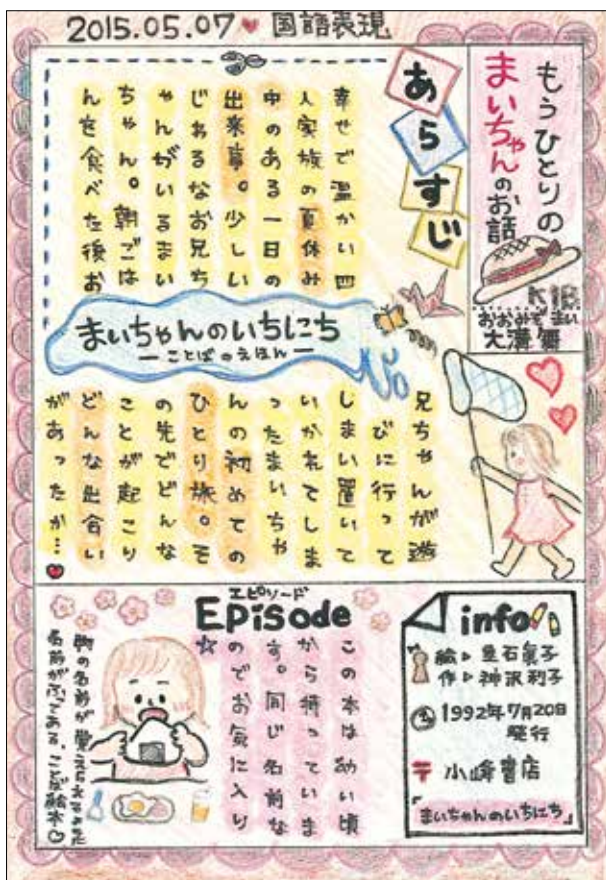 2015.05.07♥国語表現
もうひとりの
まいちゃんのお話
おおみぞ まい
大溝
あらすじ
幸せで温かい四
人家族の夏休み
中のある一日の
出来事。少しい
じわるなお兄ち
ゃんがいるまい
ちゃん。朝ごは
んを食べた後お
まいちゃんのいちにち
ーことばのえほんー
兄ちゃんが遊
びに行って
しまい置いて
いかれてしま
ったまいちゃ
んの初めての
ひとり旅。そ
の先でどんな
ことが起こり
どんな出合い
があったか…♥
info
絵▶垂石眞子
作▶神沢利子
1992年7月20日
発行
〒 小峰書店
「まいちゃんのいちにち」
エピソード
EPisode
この本は幼い頃
から持っていま
す。同じ名前な
のでお気に入り
☆
物の名前が覚えられる
名前がふってある、ことば絵本♡